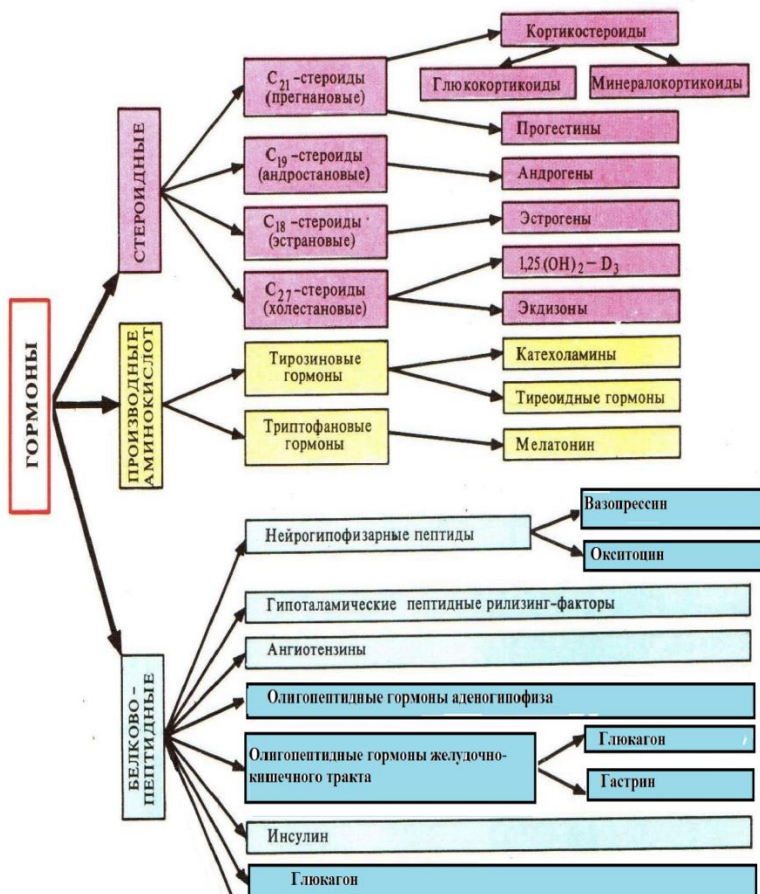 ГОРМОНЫ
СТЕРОИДНЫЕ
C₂₁-стероиды
(прегнановые)
Кортикостероиды
Глюкокортикоиды
Минералокортикоиды
Прогестины
C₁₉-стероиды
(андростановые)
Андрогены
C₁₈-стероиды
(эстрановые)
Эстрогены
C₂₇-стероиды
(холестановые)
1,25(OH)₂–D₃
Экдизоны
ПРОИЗВОДНЫЕ
АМИНОКИСЛОТ
Тирозиновые
гормоны
Катехоламины
Тиреоидные гормоны
Триптофановые
гормоны
Мелатонин
БЕЛКОВО-
ПЕПТИДНЫЕ
Нейрогипофизарные пептиды
Вазопрессин
Окситоцин
Гипоталамические пептидные рилизинг-факторы
Ангиотензины
Олигопептидные гормоны аденогипофиза
Олигопептидные гормоны желудочно-
кишечного тракта
Глюкагон
Гастрин
Инсулин
Глюкагон